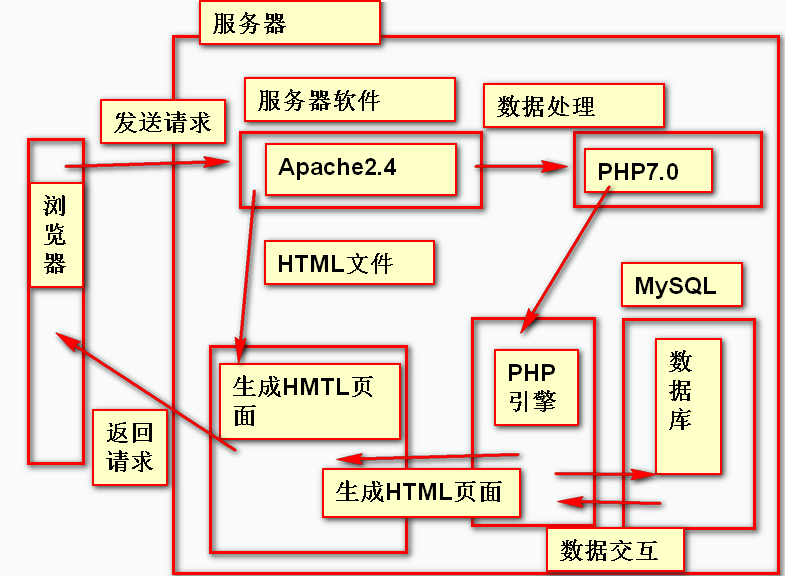 服务器
服务器软件
数据处理
发送请求
Apache2.4
PHP7.0
浏
览
器
HTML文件
MySQL
生成HMTL页
面
PHP
引擎
数
据
库
返回
请求
生成HTML页面
数据交互